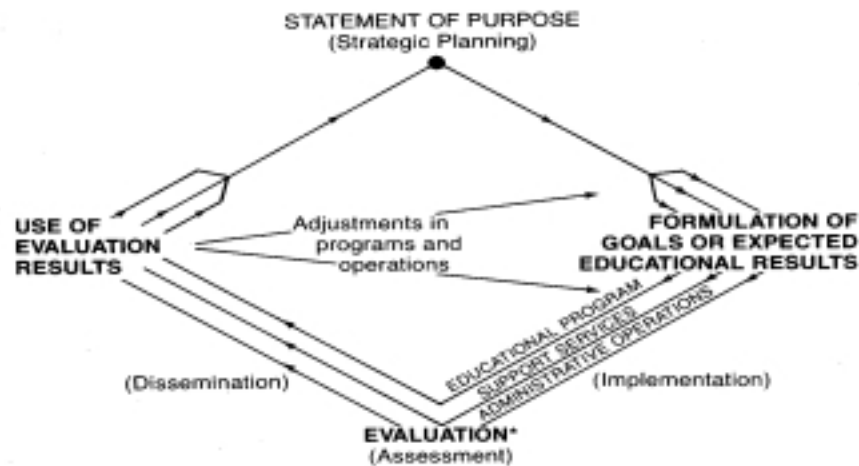 STATEMENT OF PURPOSE
(Strategic Planning)
USE OF
EVALUATION
RESULTS
Adjustments in
programs and
operations
FORMULATION OF
GOALS OR EXPECTED
EDUCATIONAL RESULTS
EDUCATIONAL PROGRAM
SUPPORT SERVICES
ADMINISTRATIVE OPERATIONS
(Dissemination)
(Implementation)
EVALUATION*
(Assessment)